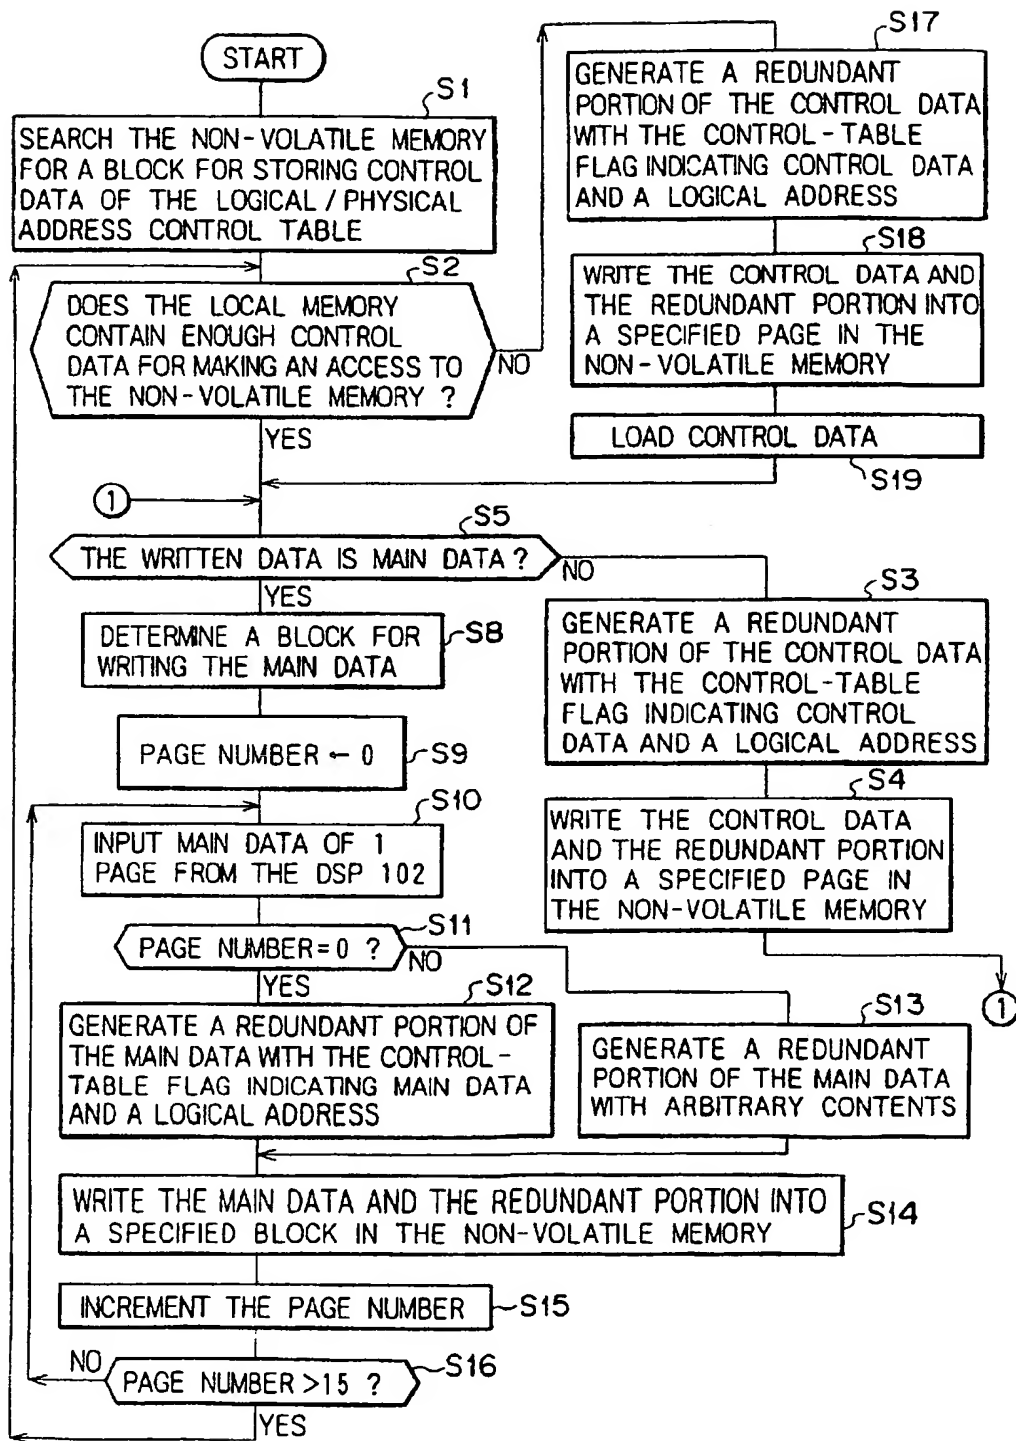 START
S1
SEARCH THE NON-VOLATILE MEMORY
FOR A BLOCK FOR STORING CONTROL
DATA OF THE LOGICAL / PHYSICAL
ADDRESS CONTROL TABLE
S2
DOES THE LOCAL MEMORY
CONTAIN ENOUGH CONTROL
DATA FOR MAKING AN ACCESS TO
THE NON-VOLATILE MEMORY ?
NO
YES
S17
GENERATE A REDUNDANT
PORTION OF THE CONTROL DATA
WITH THE CONTROL-TABLE
FLAG INDICATING CONTROL DATA
AND A LOGICAL ADDRESS
S18
WRITE THE CONTROL DATA AND
THE REDUNDANT PORTION INTO
A SPECIFIED PAGE IN THE
NON-VOLATILE MEMORY
LOAD CONTROL DATA
S19
1
S5
THE WRITTEN DATA IS MAIN DATA ?
NO
YES
S3
GENERATE A REDUNDANT
PORTION OF THE CONTROL DATA
WITH THE CONTROL-TABLE
FLAG INDICATING CONTROL
DATA AND A LOGICAL ADDRESS
S4
WRITE THE CONTROL DATA
AND THE REDUNDANT PORTION
INTO A SPECIFIED PAGE IN
THE NON-VOLATILE MEMORY
1
DETERMINE A BLOCK FOR
WRITING THE MAIN DATA
S8
PAGE NUMBER ← 0
S9
S10
INPUT MAIN DATA OF 1
PAGE FROM THE DSP 102
S11
PAGE NUMBER=0 ?
NO
YES
S12
GENERATE A REDUNDANT PORTION OF
THE MAIN DATA WITH THE CONTROL-
TABLE FLAG INDICATING MAIN DATA
AND A LOGICAL ADDRESS
S13
GENERATE A REDUNDANT
PORTION OF THE MAIN DATA
WITH ARBITRARY CONTENTS
WRITE THE MAIN DATA AND THE REDUNDANT PORTION INTO
A SPECIFIED BLOCK IN THE NON-VOLATILE MEMORY
S14
INCREMENT THE PAGE NUMBER
S15
NO
PAGE NUMBER >15 ?
S16
YES